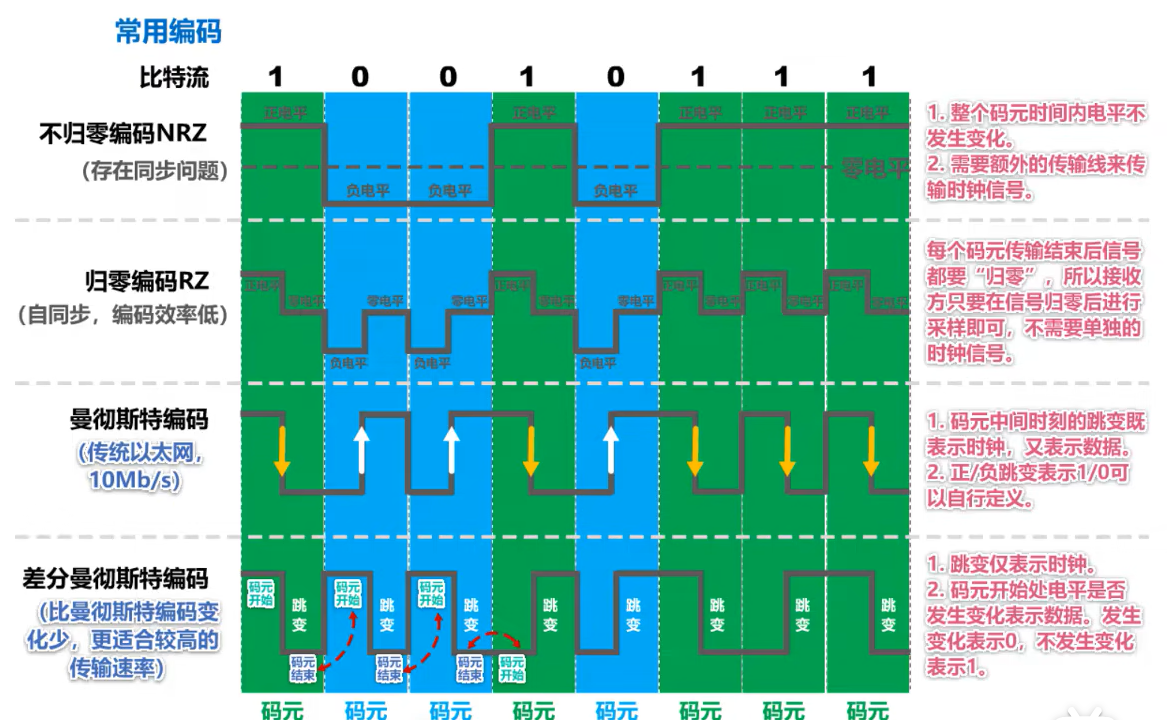 常用编码
比特流 1 0 0 1 0 1 1 1
不归零编码NRZ
（存在同步问题）
正电平 正电平 正电平 正电平 正电平
零电平
负电平 负电平 负电平
1. 整个码元时间内电平不
发生变化。
2. 需要额外的传输线来传
输时钟信号。
归零编码RZ
（自同步，编码效率低）
正电平 正电平 正电平 正电平 正电平
零电平 零电平 零电平 零电平 零电平 零电平 零电平 零电平
负电平 负电平 负电平
每个码元传输结束后信号
都要“归零”，所以接收
方只要在信号归零后进行
采样即可，不需要单独的
时钟信号。
曼彻斯特编码
（传统以太网，
10Mb/s）
1. 码元中间时刻的跳变既
表示时钟，又表示数据。
2. 正/负跳变表示1/0可
以自行定义。
差分曼彻斯特编码
（比曼彻斯特编码变
化少，更适合较高的
传输速率）
码元 码元 码元
开始 开始 开始
跳 跳 跳 跳 跳 跳 跳 跳
变 变 变 变 变 变 变 变
码元 码元 码元 码元
结束 结束 结束 开始
1. 跳变仅表示时钟。
2. 码元开始处电平是否
发生变化表示数据。发生
变化表示0，不发生变化
表示1。
码元 码元 码元 码元 码元 码元 码元 码元